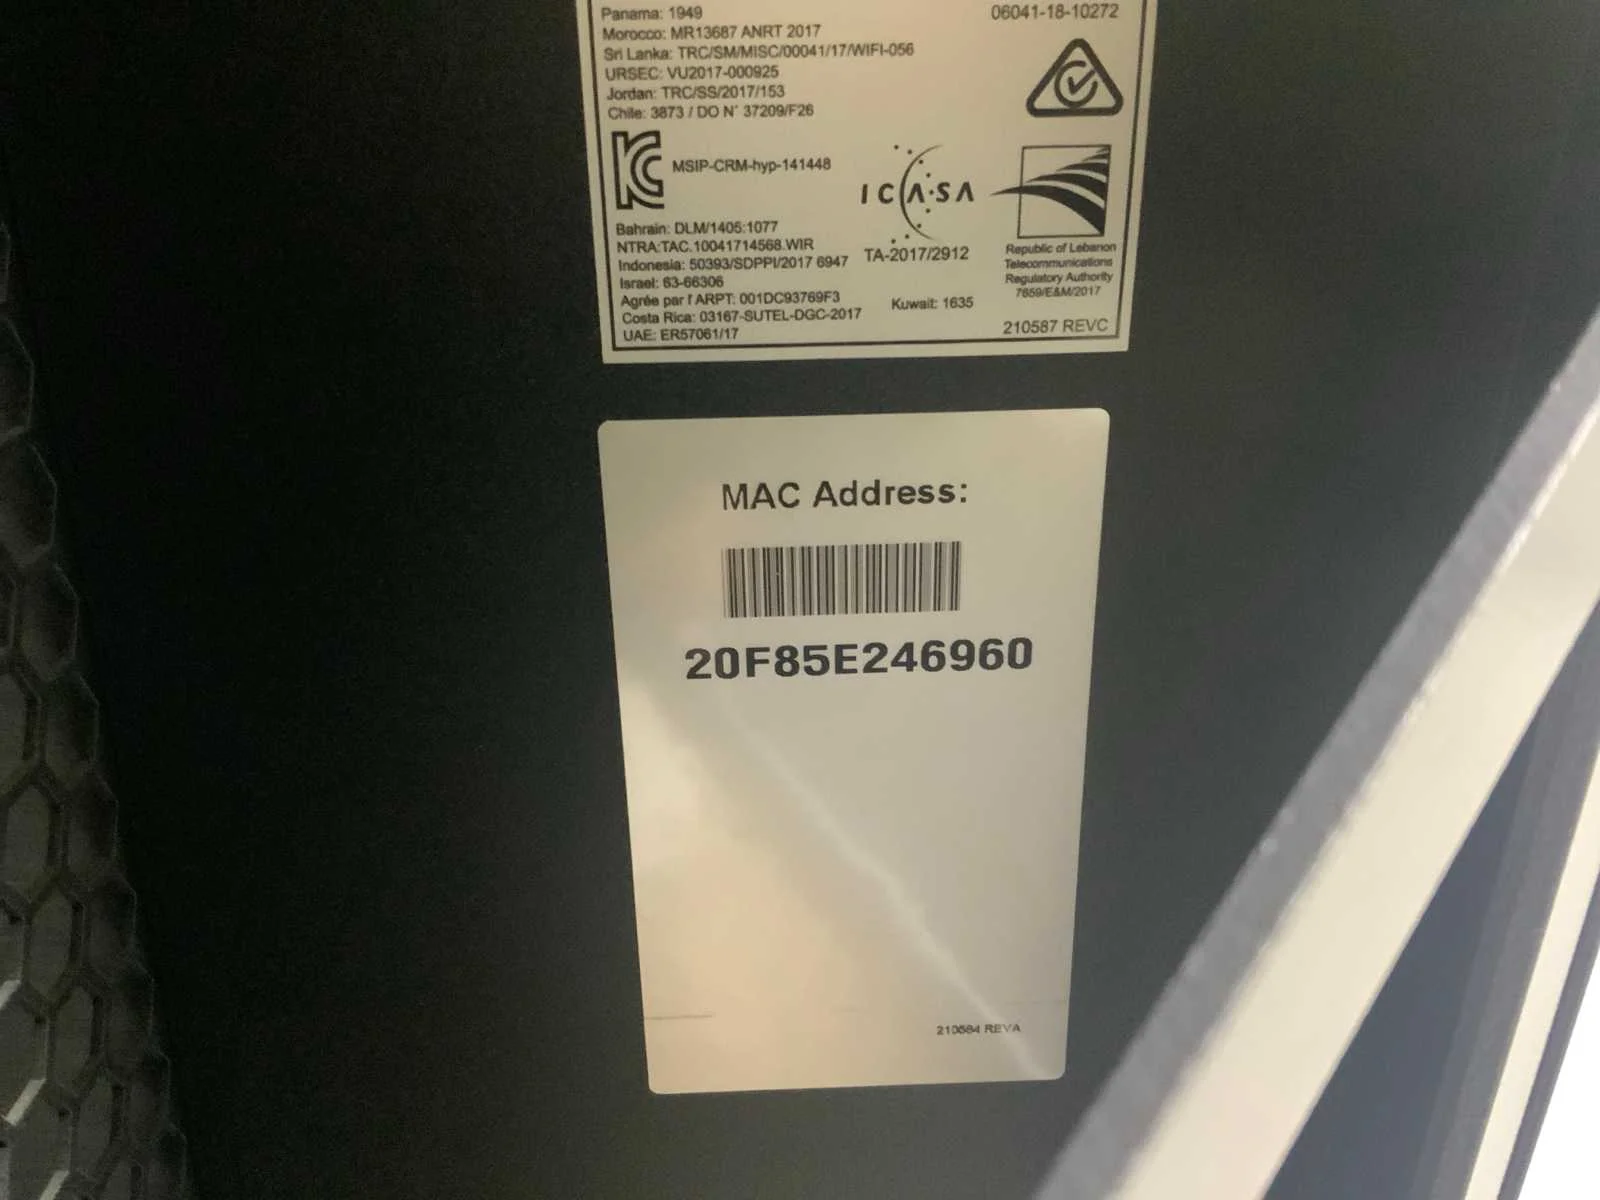 Panama: 1949
06041-18-10272
Morocco: MR13687 ANRT 2017
Sri Lanka: TRC/SM/MISC/00041/17/WIFI-056
URSEC: VU2017-000925
Jordan: TRC/SS/2017/153
Chile: 3873 / DO N° 37209/F26
MSIP-CRM-hyp-141448
ICASA
Bahrain: DLM/1405:1077
NTRA:TAC.10041714568.WIR
Indonesia: 50393/SDPPI/2017 6947
Israel: 63-66306
Agrée par l' ARPT: 001DC93769F3
Costa Rica: 03167-SUTEL-DGC-2017
UAE: ER57061/17
TA-2017/2912
Kuwait: 1635
Republic of Lebanon
Telecommunications
Regulatory Authority
7659/E&M/2017
210587 REVC
MAC Address:
20F85E246960
210584 REVA